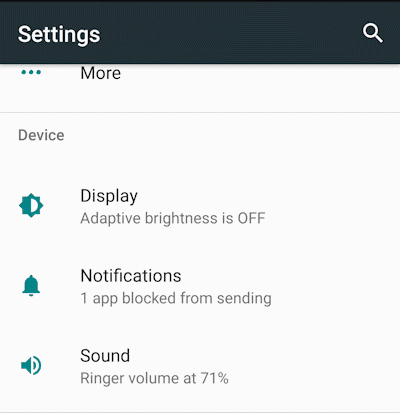 Settings
More
Device
Display
Adaptive brightness is OFF
Notifications
1 app blocked from sending
Sound
Ringer volume at 71%